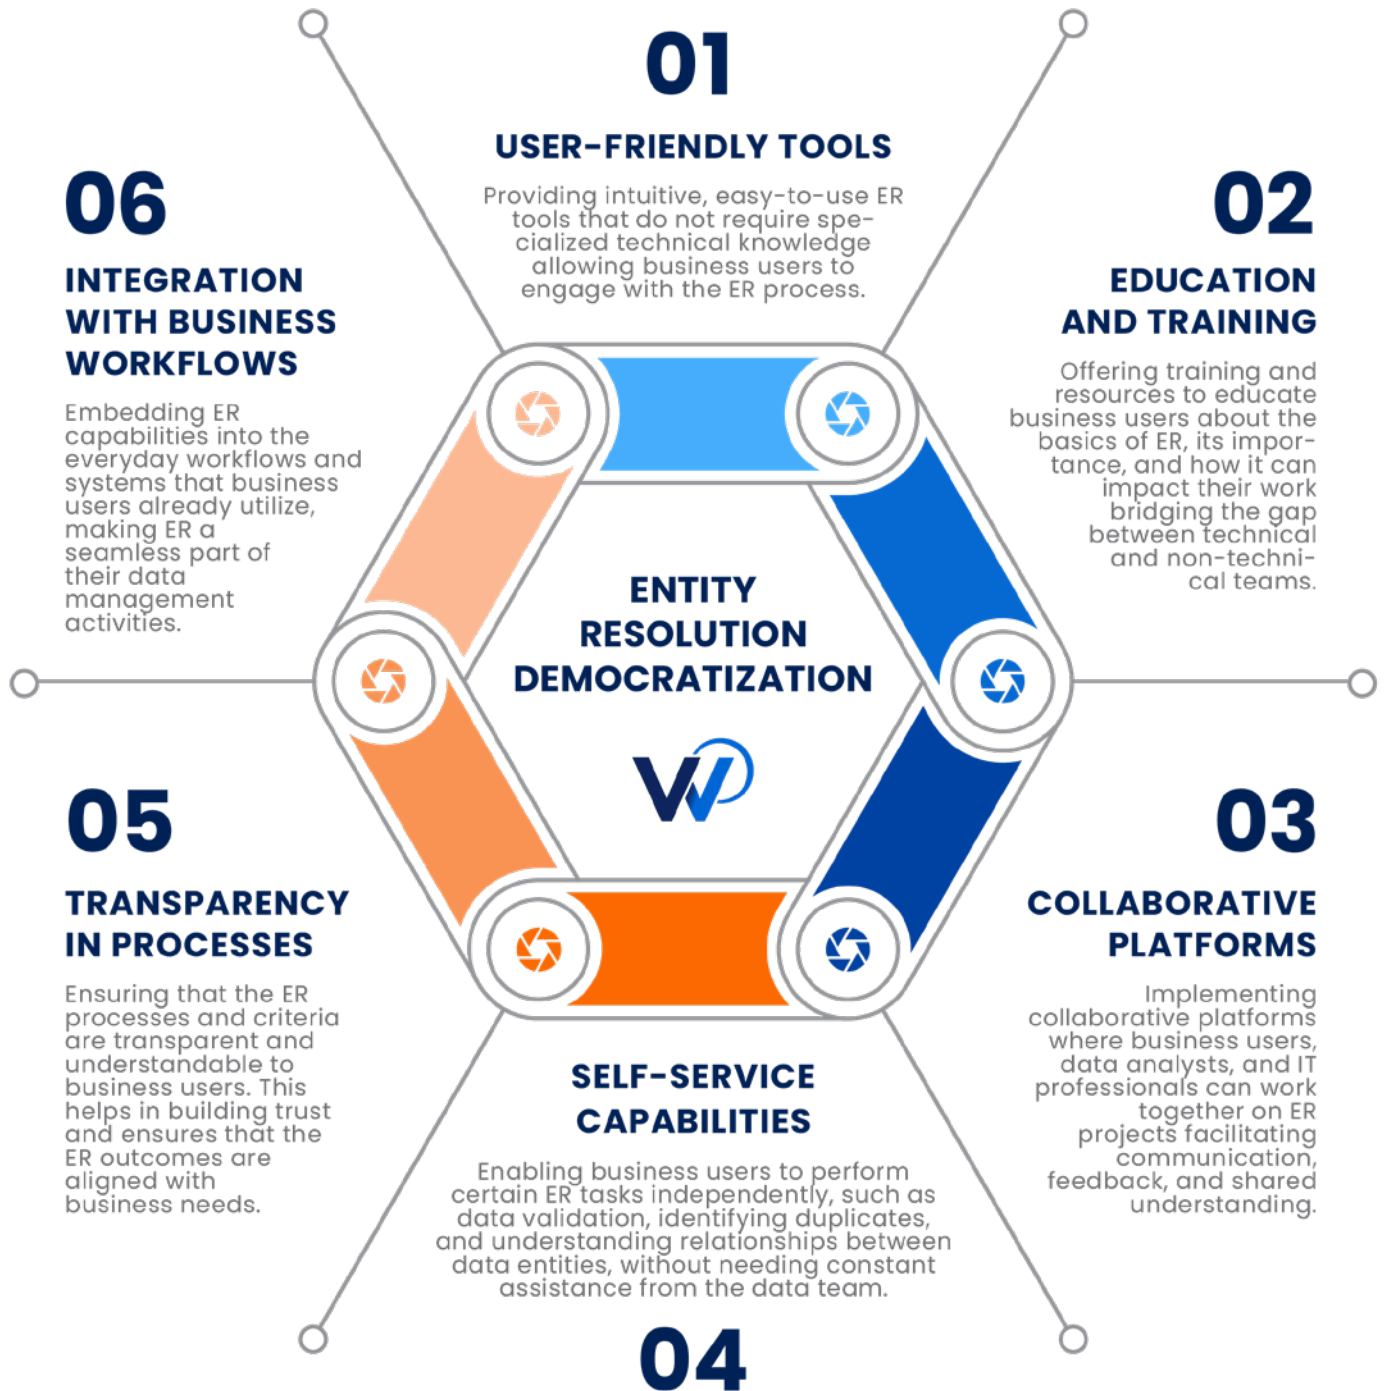 01
USER-FRIENDLY TOOLS
Providing intuitive, easy-to-use ER
tools that do not require spe-
cialized technical knowledge
allowing business users to
engage with the ER process.
02
EDUCATION
AND TRAINING
Offering training and
resources to educate
business users about the
basics of ER, its impor-
tance, and how it can
impact their work
bridging the gap
between technical
and non-techni-
cal teams.
03
COLLABORATIVE
PLATFORMS
Implementing
collaborative platforms
where business users,
data analysts, and IT
professionals can work
together on ER
projects facilitating
communication,
feedback, and shared
understanding.
SELF-SERVICE
CAPABILITIES
Enabling business users to perform
certain ER tasks independently, such as
data validation, identifying duplicates,
and understanding relationships between
data entities, without needing constant
assistance from the data team.
04
05
TRANSPARENCY
IN PROCESSES
Ensuring that the ER
processes and criteria
are transparent and
understandable to
business users. This
helps in building trust
and ensures that the
ER outcomes are
aligned with
business needs.
06
INTEGRATION
WITH BUSINESS
WORKFLOWS
Embedding ER
capabilities into the
everyday workflows and
systems that business
users already utilize,
making ER a
seamless part of
their data
management
activities.
ENTITY
RESOLUTION
DEMOCRATIZATION